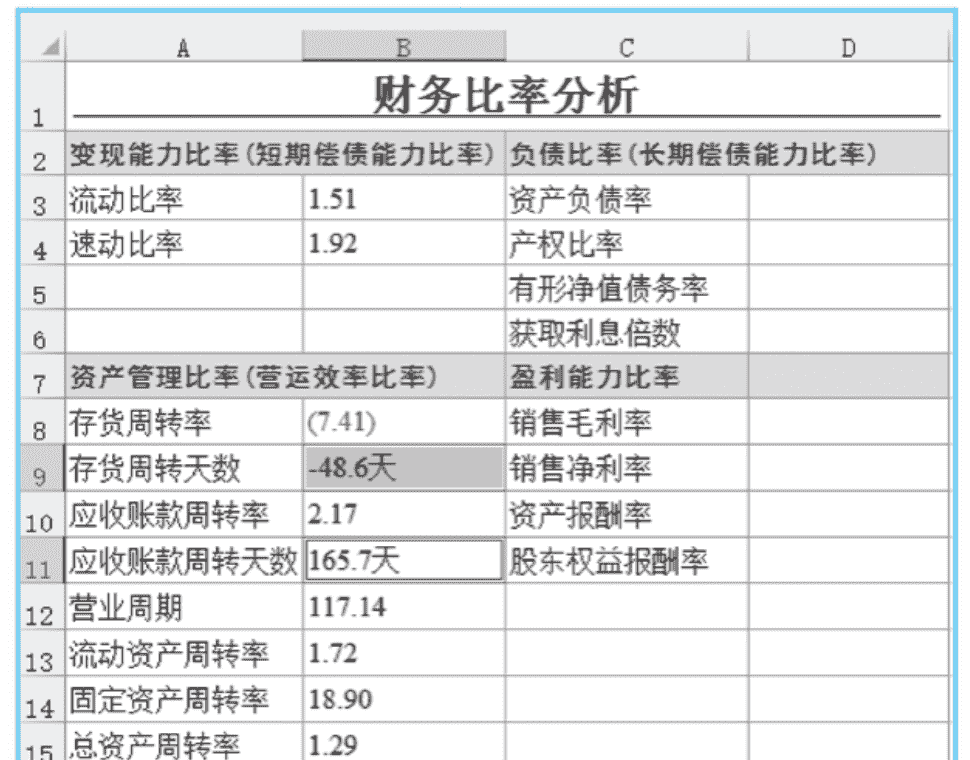 A B C D
1 财务比率分析
2 变现能力比率(短期偿债能力比率) 负债比率(长期偿债能力比率)
3 流动比率 1.51 资产负债率
4 速动比率 1.92 产权比率
5 有形净值债务率
6 获取利息倍数
7 资产管理比率(营运效率比率) 盈利能力比率
8 存货周转率 (7.41) 销售毛利率
9 存货周转天数 -48.6天 销售净利率
10 应收账款周转率 2.17 资产报酬率
11 应收账款周转天数 165.7天 股东权益报酬率
12 营业周期 117.14
13 流动资产周转率 1.72
14 固定资产周转率 18.90
15 总资产周转率 1.29